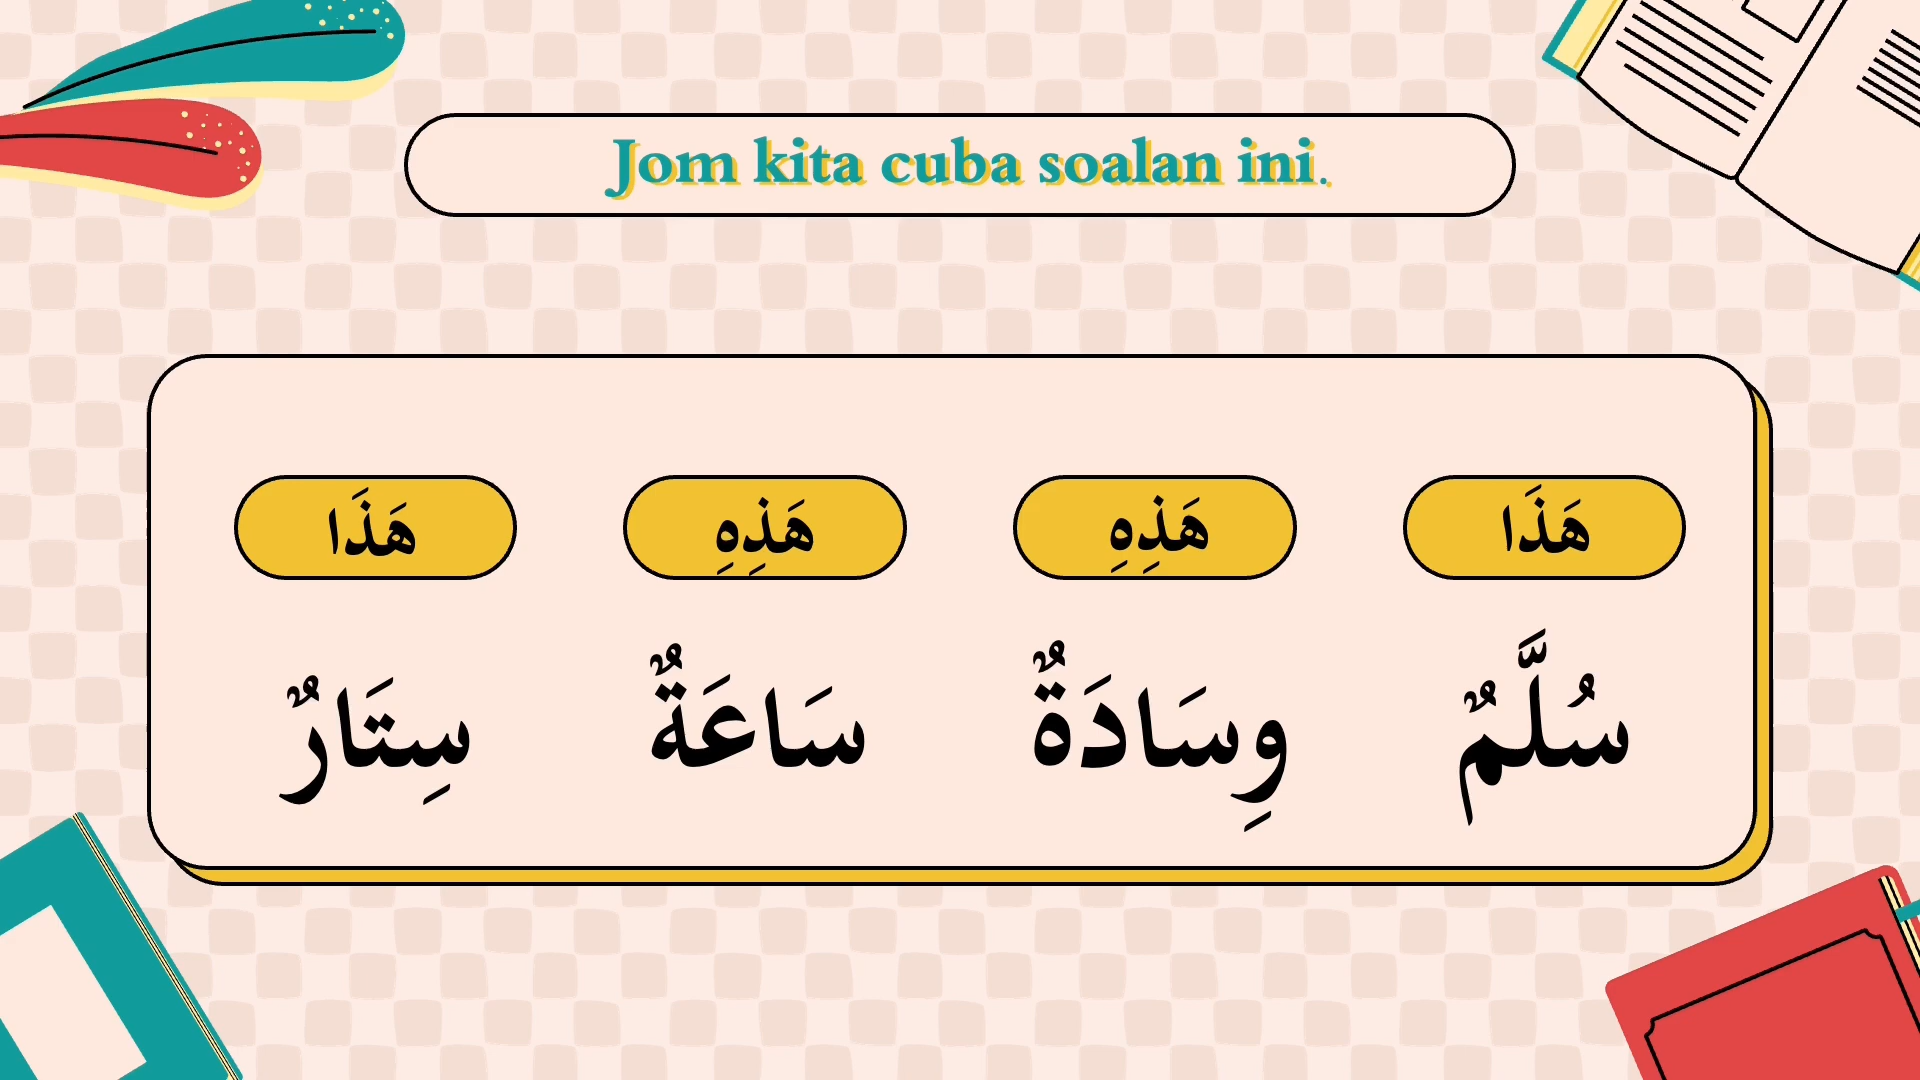 Jom kita cuba soalan ini.
هَذَا هَذِهِ هَذِهِ هَذَا
سُلَّمٌ وِسَادَةٌ سَاعَةٌ سِتَارٌ